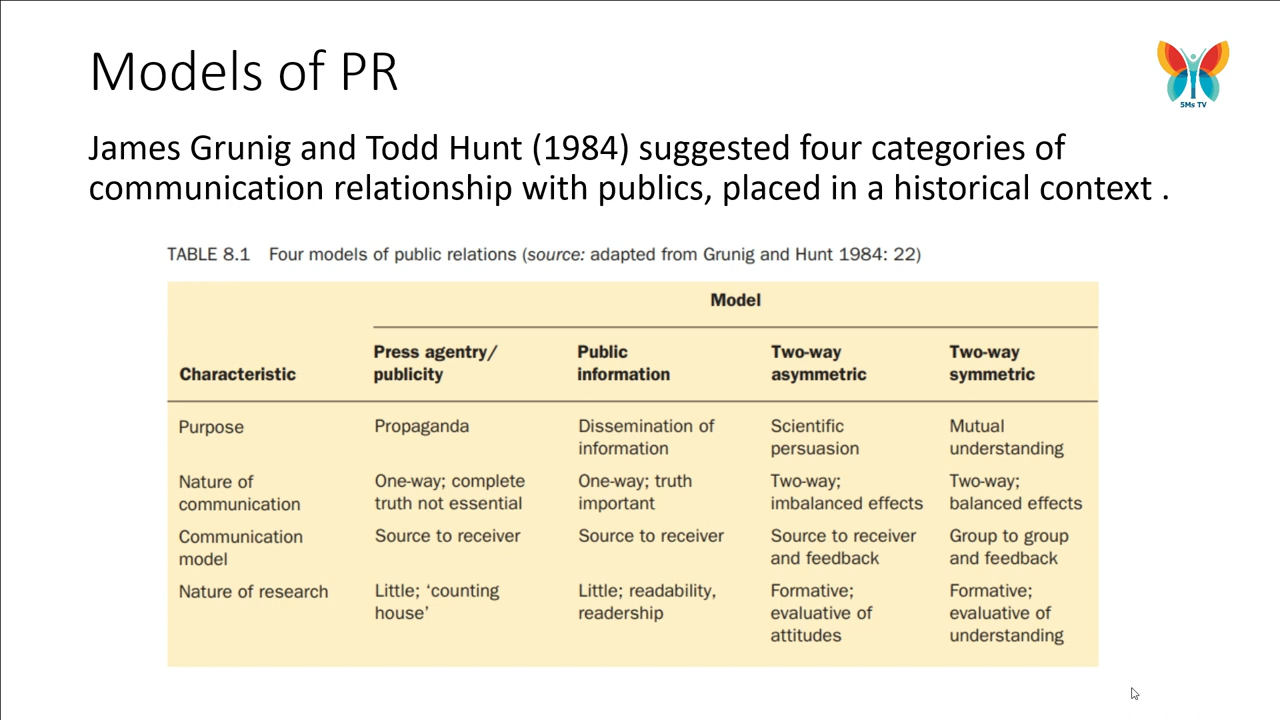 Models of PR
5Ms TV
James Grunig and Todd Hunt (1984) suggested four categories of
communication relationship with publics, placed in a historical context .
TABLE 8.1 Four models of public relations (source: adapted from Grunig and Hunt 1984: 22)
Model
Characteristic
Press agentry/
publicity
Public
information
Two-way
asymmetric
Two-way
symmetric
Purpose
Propaganda
Dissemination of
information
Scientific
persuasion
Mutual
understanding
Nature of
communication
One-way; complete
truth not essential
One-way; truth
important
Two-way;
imbalanced effects
Two-way;
balanced effects
Communication
model
Source to receiver
Source to receiver
Source to receiver
and feedback
Group to group
and feedback
Nature of research
Little; ‘counting
house’
Little; readability,
readership
Formative;
evaluative of
attitudes
Formative;
evaluative of
understanding